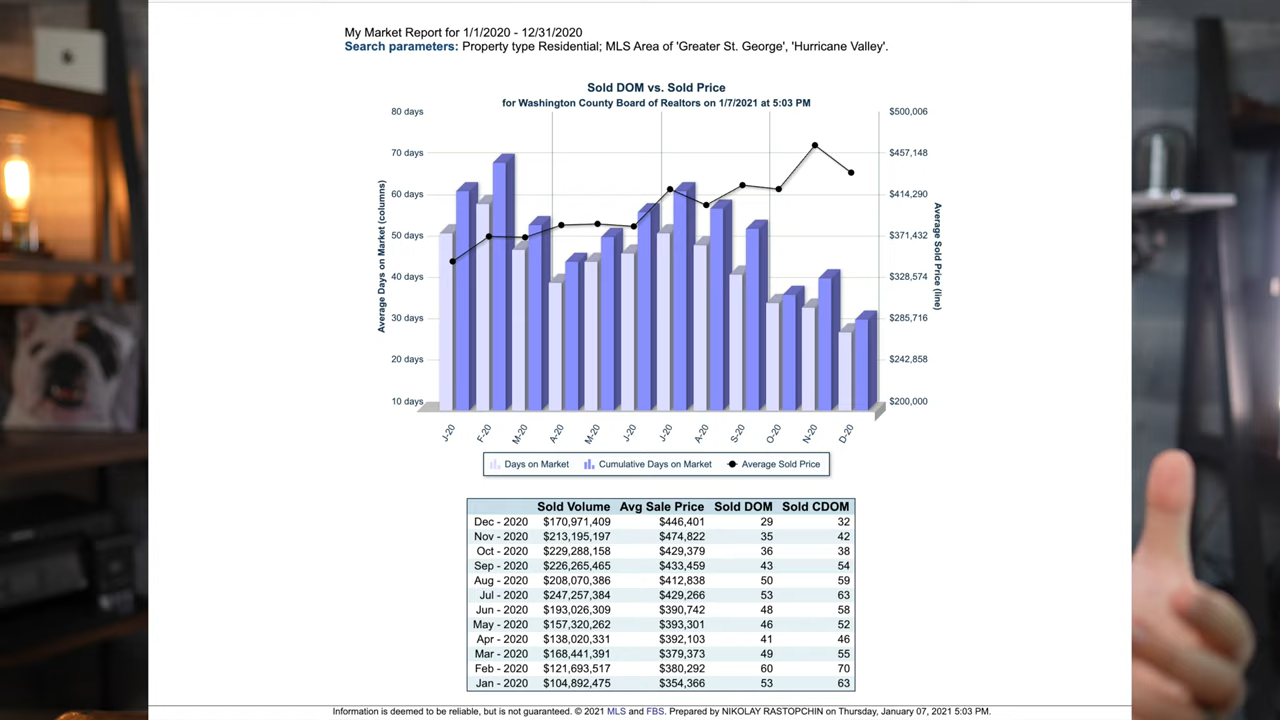 My Market Report for 1/1/2020 - 12/31/2020
Search parameters: Property type Residential; MLS Area of 'Greater St. George', 'Hurricane Valley'.
Sold DOM vs. Sold Price
for Washington County Board of Realtors on 1/7/2021 at 5:03 PM
80 days $500,006
70 days $457,148
60 days $414,290
50 days $371,432
40 days $328,574
30 days $285,716
20 days $242,858
10 days $200,000
Average Days on Market (columns)
Average Sold Price (line)
J-20 F-20 M-20 A-20 M-20 J-20 J-20 A-20 S-20 O-20 N-20 D-20
Days on Market Cumulative Days on Market Average Sold Price
Sold Volume Avg Sale Price Sold DOM Sold CDOM
Dec - 2020 $170,971,409 $446,401 29 32
Nov - 2020 $213,195,197 $474,822 35 42
Oct - 2020 $229,288,158 $429,379 36 38
Sep - 2020 $226,265,465 $433,459 43 54
Aug - 2020 $208,070,386 $412,838 50 59
Jul - 2020 $247,257,384 $429,266 53 63
Jun - 2020 $193,026,309 $390,742 48 58
May - 2020 $157,320,262 $393,301 46 52
Apr - 2020 $138,020,331 $392,103 41 46
Mar - 2020 $168,441,391 $379,373 49 55
Feb - 2020 $121,693,517 $380,292 60 70
Jan - 2020 $104,892,475 $354,366 53 63
Information is deemed to be reliable, but is not guaranteed. © 2021 MLS and FBS. Prepared by NIKOLAY RASTOPCHIN on Thursday, January 07, 2021 5:03 PM.